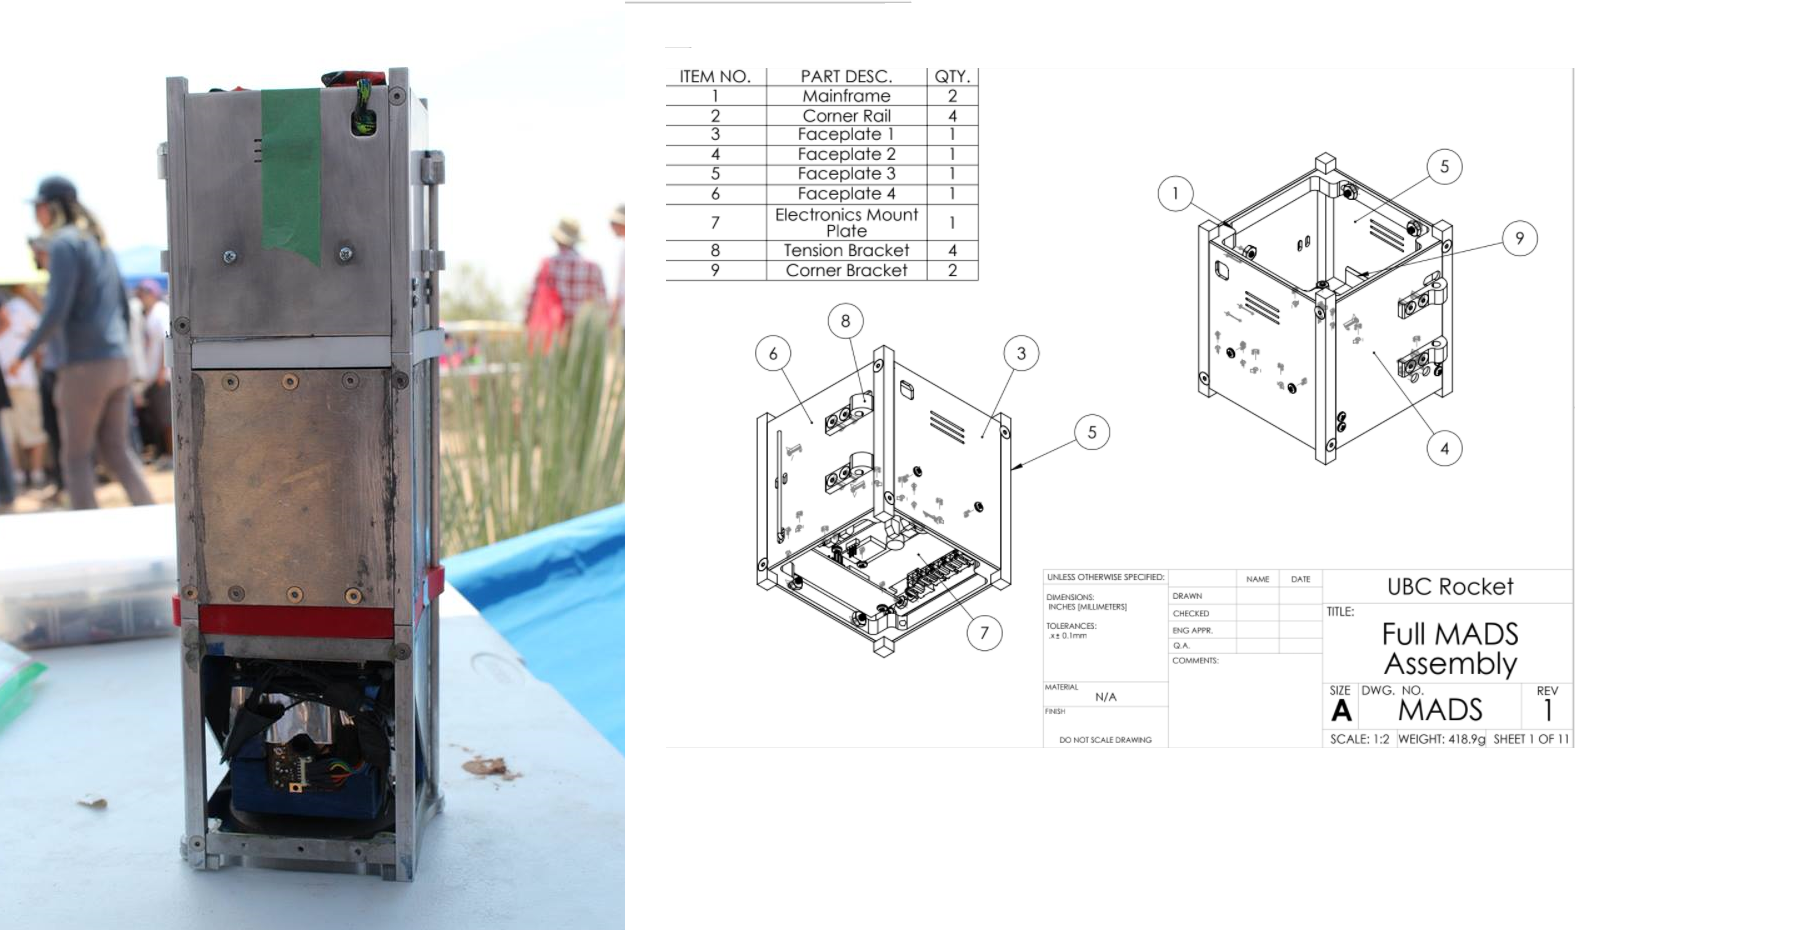 ITEM NO. PART DESC. QTY.
1 Mainframe 2
2 Corner Rail 4
3 Faceplate 1 1
4 Faceplate 2 1
5 Faceplate 3 1
6 Faceplate 4 1
7 Electronics Mount Plate 1
8 Tension Bracket 4
9 Corner Bracket 2
1
5
9
4
8
6
3
5
7
UNLESS OTHERWISE SPECIFIED:
DIMENSIONS:
INCHES [MILLIMETERS]
TOLERANCES:
.x± 0.1mm
MATERIAL
N/A
FINISH
DO NOT SCALE DRAWING
NAME DATE
DRAWN
CHECKED
ENG APPR.
Q.A.
COMMENTS:
UBC Rocket
TITLE:
Full MADS
Assembly
SIZE DWG. NO. REV
A MADS 1
SCALE: 1:2 WEIGHT: 418.9g SHEET 1 OF 11